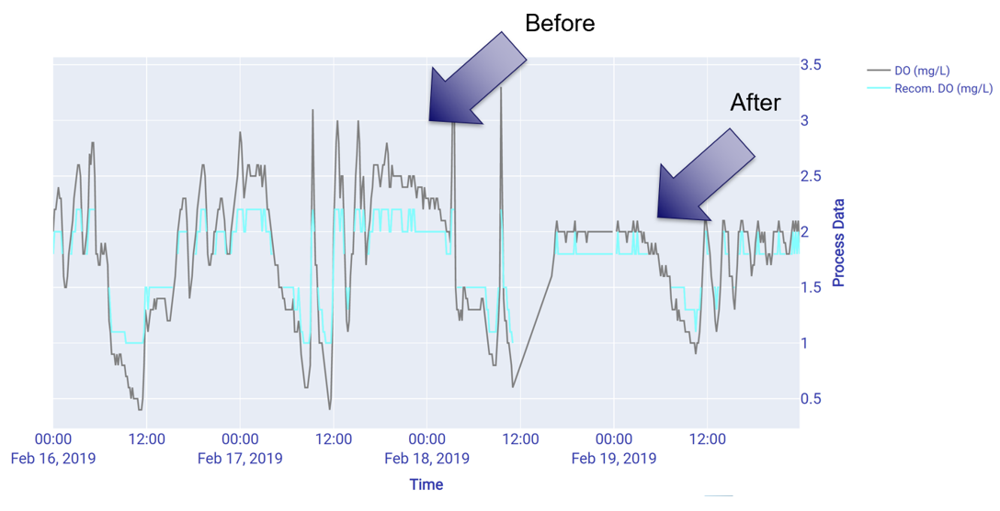 Before
After
DO (mg/L)
Recom. DO (mg/L)
3.5
3
2.5
2
1.5
1
0.5
Process Data
00:00 12:00 00:00 12:00 00:00 12:00 00:00 12:00
Feb 16, 2019 Feb 17, 2019 Feb 18, 2019 Feb 19, 2019
Time